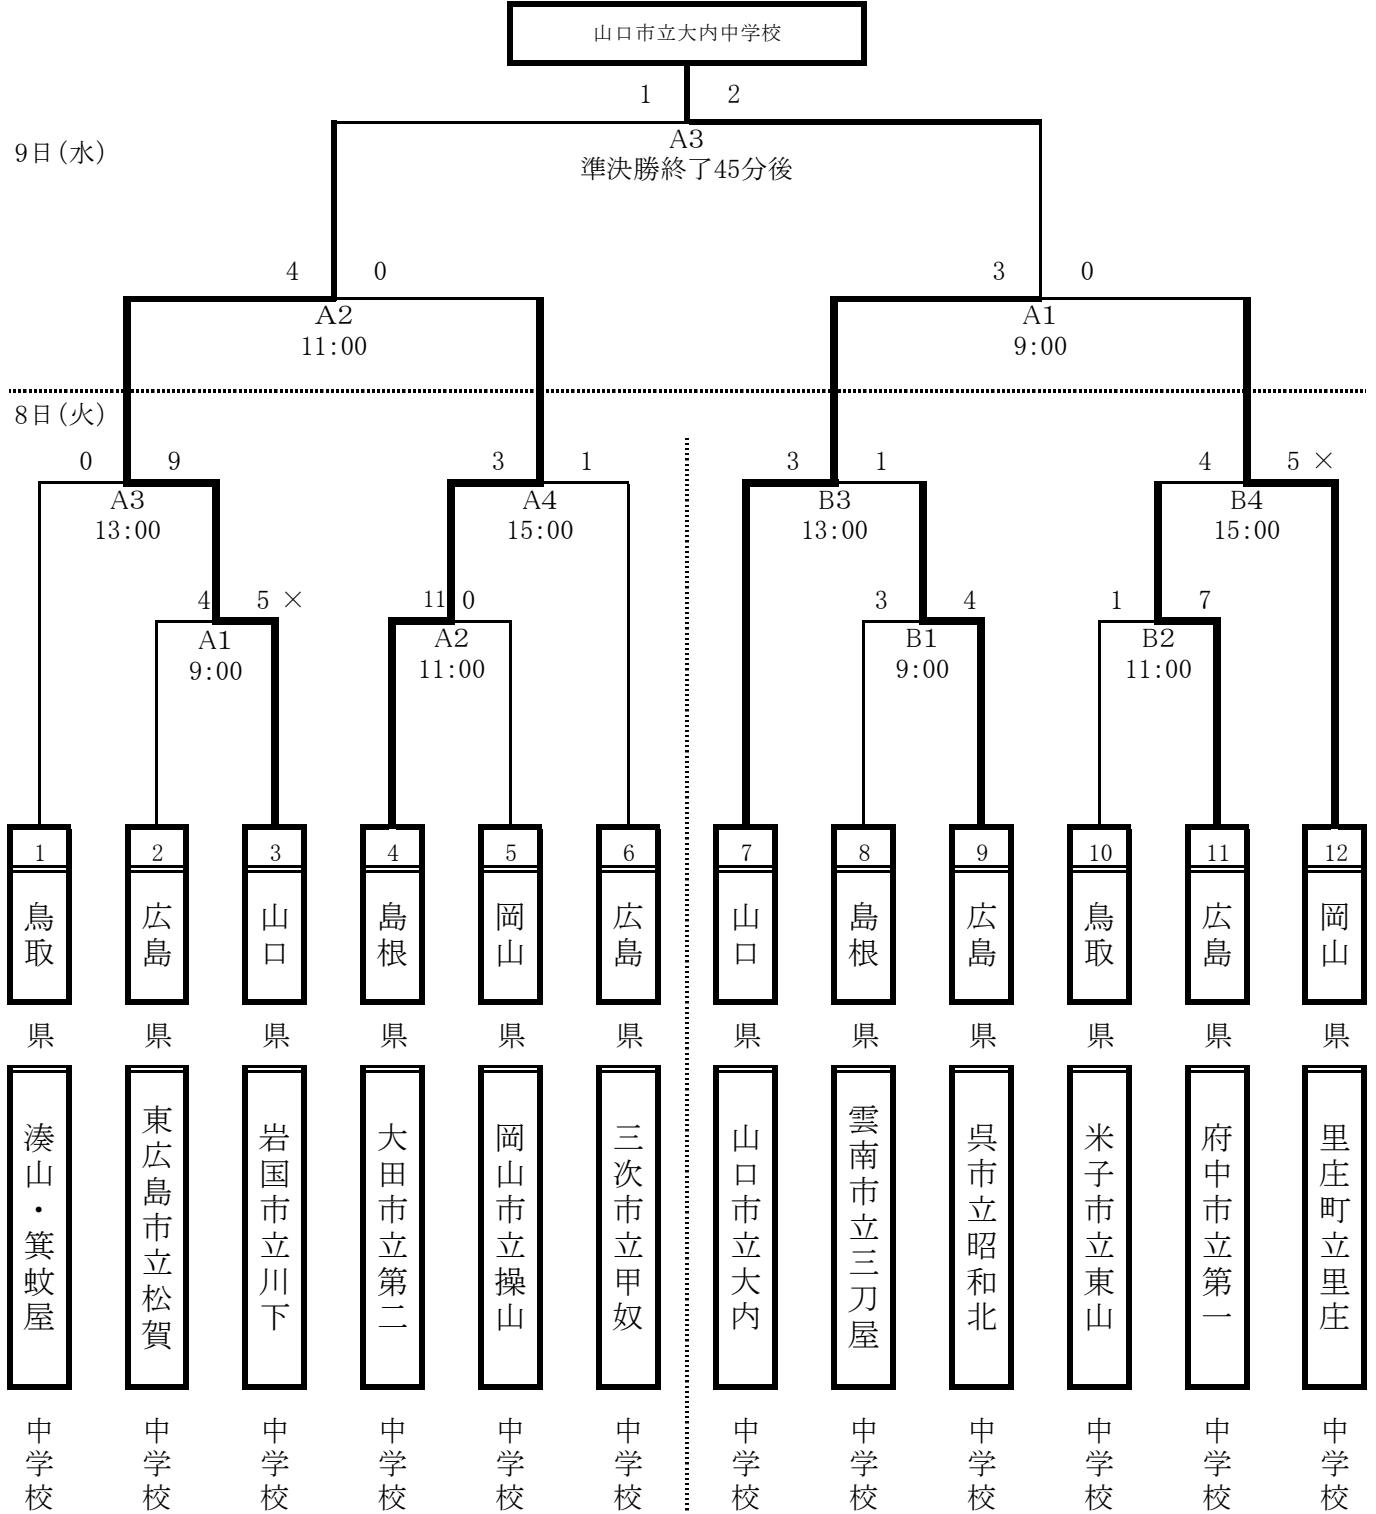 山口市立大内中学校
1 2
A3
9日(水)
準決勝終了45分後
4 0
3 0
A2
11:00
A1
9:00
8日(火)
0 9
3 1
3 1
4 5 ×
A3
13:00
A4
15:00
B3
13:00
B4
15:00
4 5 ×
11 0
3 4
1 7
A1
9:00
A2
11:00
B1
9:00
B2
11:00
1
鳥取
県
湊山・箕蚊屋
中学校
2
広島
県
東広島市立松賀
中学校
3
山口
県
岩国市立川下
中学校
4
島根
県
大田市立第二
中学校
5
岡山
県
岡山市立操山
中学校
6
広島
県
三次市立甲奴
中学校
7
山口
県
山口市立大内
中学校
8
島根
県
雲南市立三刀屋
中学校
9
広島
県
呉市立昭和北
中学校
10
鳥取
県
米子市立東山
中学校
11
広島
県
府中市立第一
中学校
12
岡山
県
里庄町立里庄
中学校